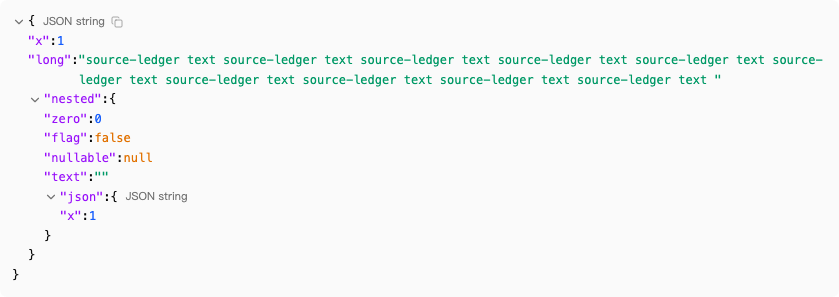 { JSON string
"x":1
"long":"source-ledger text source-ledger text source-ledger text source-ledger text source-ledger text source-
ledger text source-ledger text source-ledger text source-ledger text source-ledger text "
"nested":{
"zero":0
"flag":false
"nullable":null
"text":""
"json":{ JSON string
"x":1
}
}
}